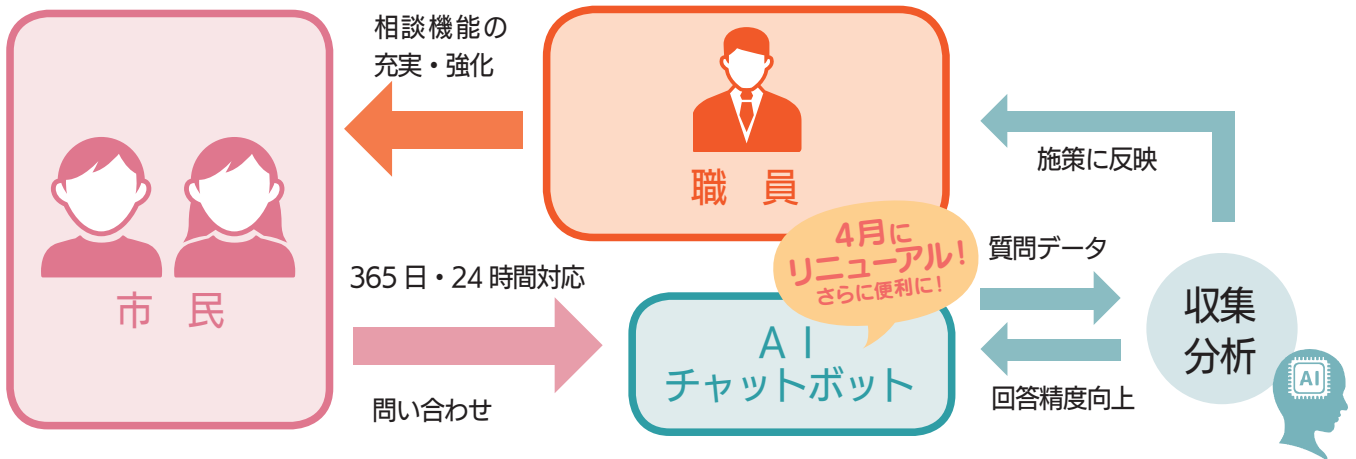 相談機能の
充実・強化
市　民
職　員
施策に反映
4月に
リニューアル！
さらに便利に！
質問データ
365日・24時間対応
問い合わせ
ＡＩ
チャットボット
回答精度向上
収集
分析
AI